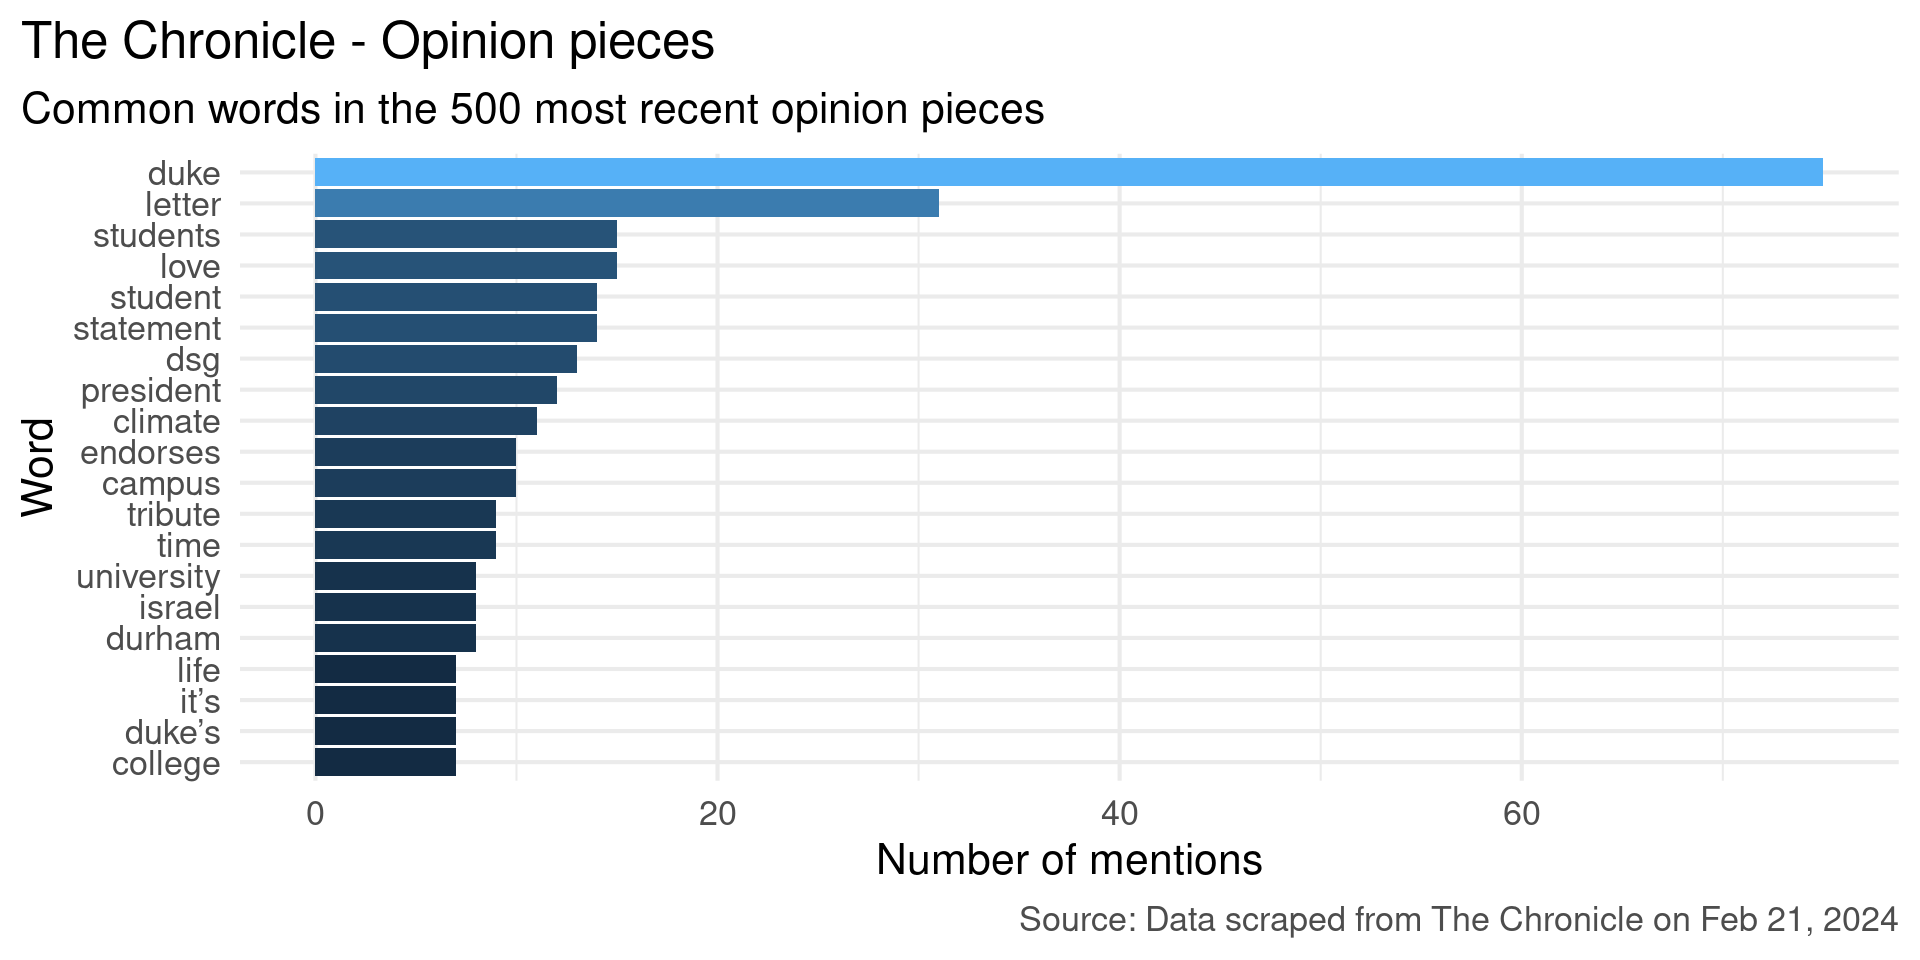 The Chronicle - Opinion pieces
Common words in the 500 most recent opinion pieces
Word
duke
letter
students
love
student
statement
dsg
president
climate
endorses
campus
tribute
time
university
israel
durham
life
it’s
duke’s
college
0 20 40 60
Number of mentions
Source: Data scraped from The Chronicle on Feb 21, 2024